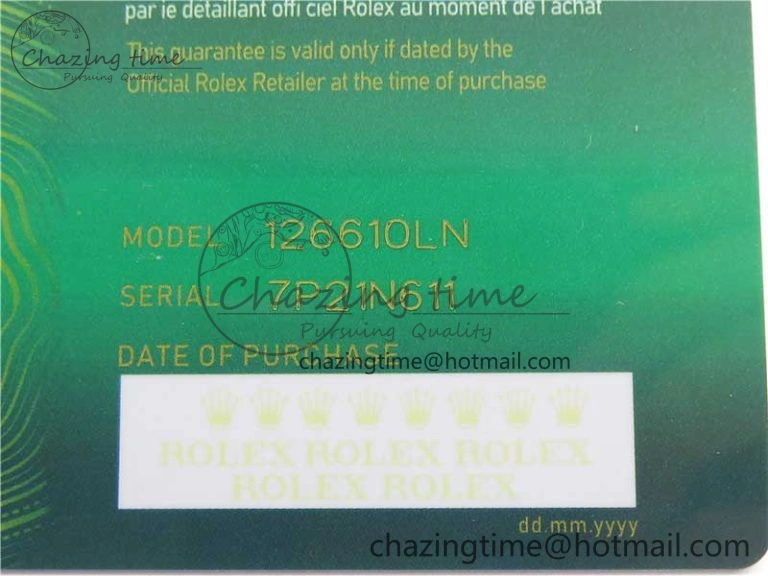 par le détaillant offi ciel Rolex au moment de l'achat
Chazing time
Pursuing Quality
This guarantee is valid only if dated by the
Official Rolex Retailer at the time of purchase
MODEL 126610LN
SERIAL 7P21N611
Chazing time
Pursuing Quality
DATE OF PURCHASE
chazingtime@hotmail.com
ROLEX ROLEX ROLEX
ROLEX ROLEX
dd.mm.yyyy
chazingtime@hotmail.com